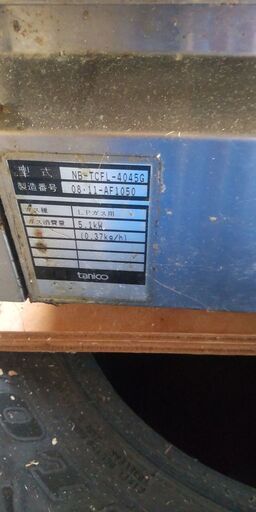 型式 NB-TCFL-4045G
製造番号 08·11-AF1050
ガス種 LPガス用
ガス消費量 5.1kW
(0.37kg/h)
tanico